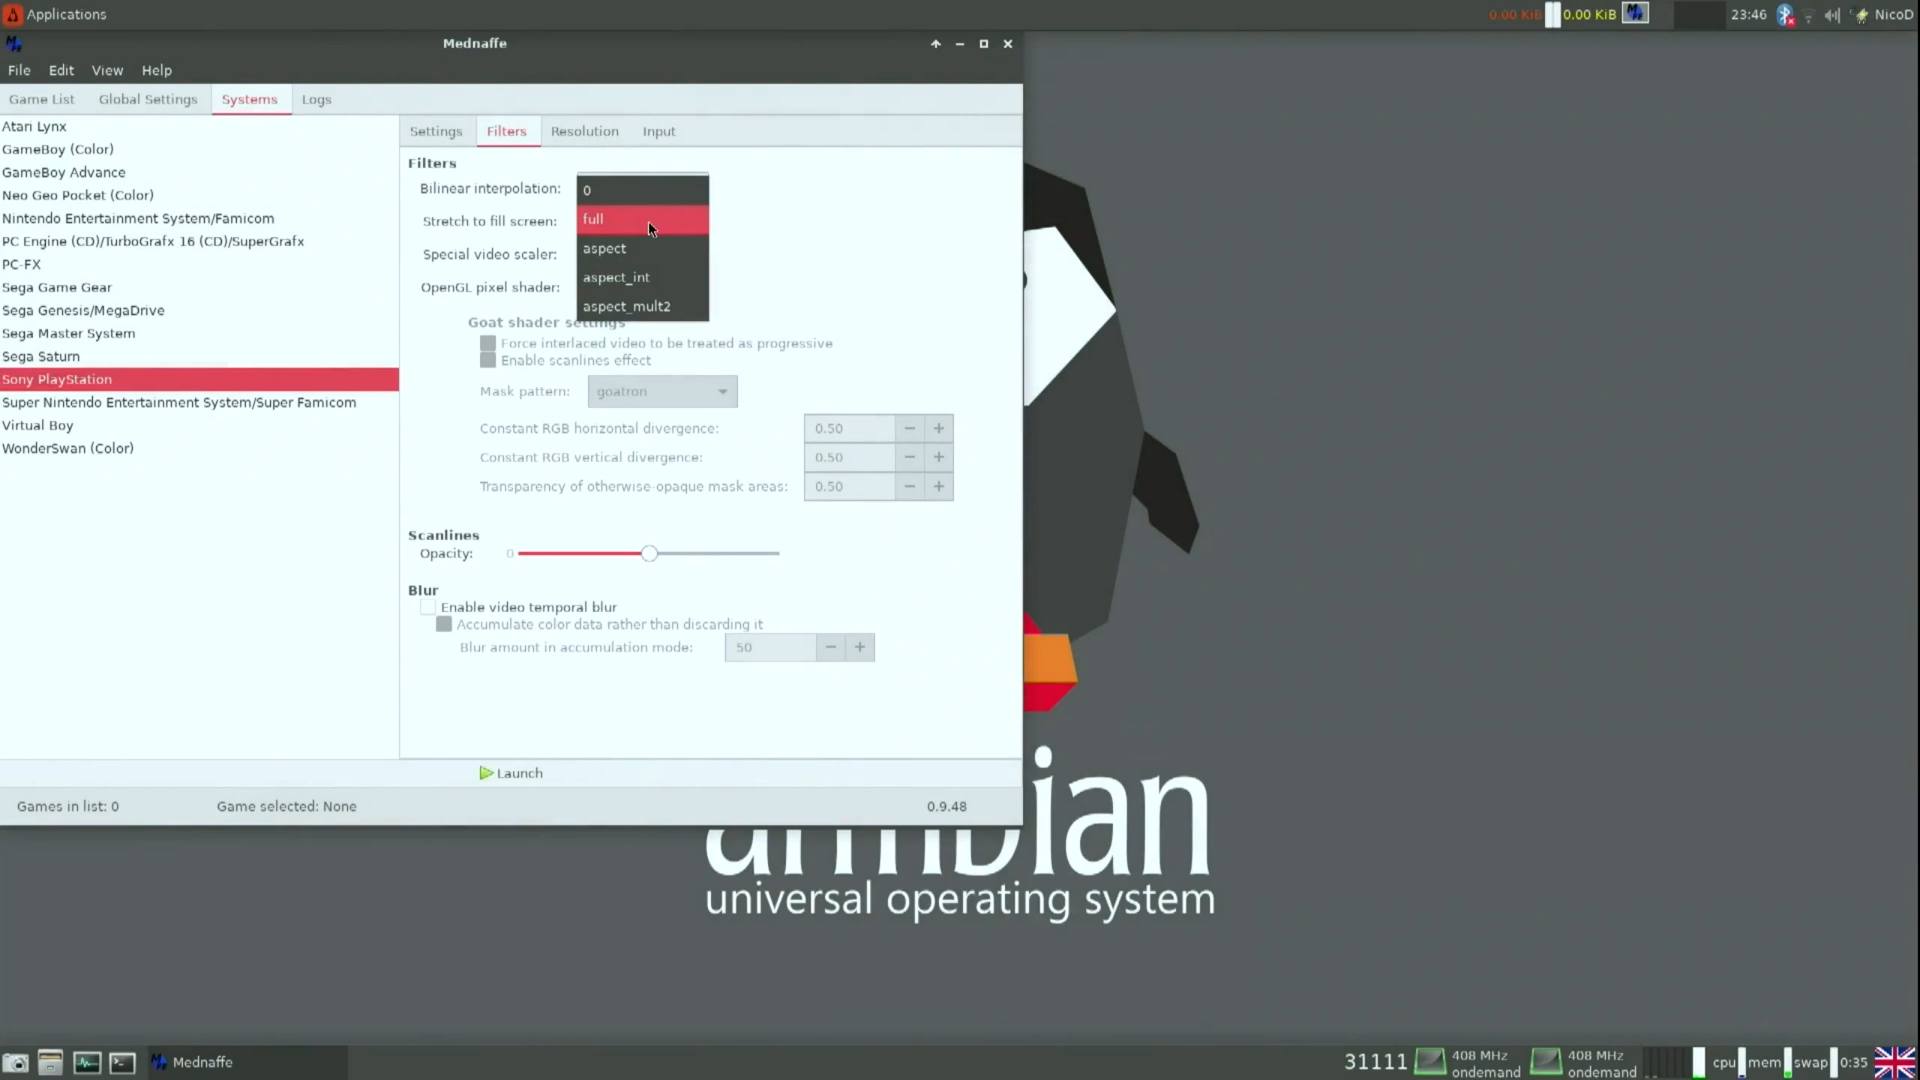 Applications
0.00 KiB
0.00 KiB
23:46
NicoD
Mednaffe
File Edit View Help
Game List Global Settings Systems Logs
Atari Lynx
GameBoy (Color)
GameBoy Advance
Neo Geo Pocket (Color)
Nintendo Entertainment System/Famicom
PC Engine (CD)/TurboGrafx 16 (CD)/SuperGrafx
PC-FX
Sega Game Gear
Sega Genesis/MegaDrive
Sega Master System
Sega Saturn
Sony PlayStation
Super Nintendo Entertainment System/Super Famicom
Virtual Boy
WonderSwan (Color)
Settings Filters Resolution Input
Filters
Bilinear interpolation:
Stretch to fill screen:
Special video scaler:
OpenGL pixel shader:
0
full
aspect
aspect_int
aspect_mult2
Goat shader settings
Force interlaced video to be treated as progressive
Enable scanlines effect
Mask pattern: goatron
Constant RGB horizontal divergence: 0.50
Constant RGB vertical divergence: 0.50
Transparency of otherwise-opaque mask areas: 0.50
Scanlines
Opacity: 0
Blur
Enable video temporal blur
Accumulate color data rather than discarding it
Blur amount in accumulation mode: 50
Launch
Games in list: 0
Game selected: None
0.9.48
armbian
universal operating system
Mednaffe
31111
408 MHz
ondemand
408 MHz
ondemand
cpu mem swap 0:35